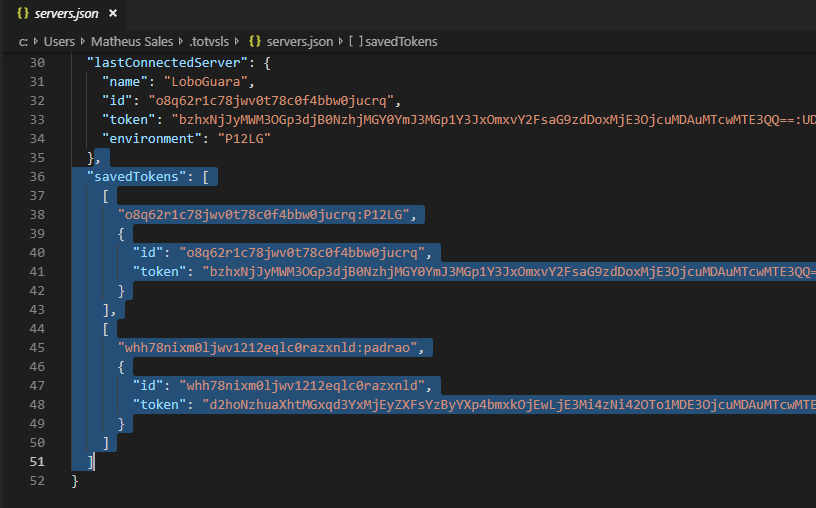 {} servers.json ×
c: > Users > Matheus Sales > .totvsls > {} servers.json > [ ] savedTokens
30 "lastConnectedServer": {
31 "name": "LoboGuara",
32 "id": "o8q62r1c78jwv0t78c0f4bbw0jucrq",
33 "token": "bzhxNjJyMWM3OGp3djB0NzhjMGY0YmJ3MGp1Y3JxOmxvY2FsaG9zdDoxMjE3OjcuMDAuMTcwMTE3QQ==:UD
34 "environment": "P12LG"
35 },
36 "savedTokens": [
37 [
38 "o8q62r1c78jwv0t78c0f4bbw0jucrq:P12LG",
39 {
40 "id": "o8q62r1c78jwv0t78c0f4bbw0jucrq",
41 "token": "bzhxNjJyMWM3OGp3djB0NzhjMGY0YmJ3MGp1Y3JxOmxvY2FsaG9zdDoxMjE3OjcuMDAuMTcwMTE3QQ=
42 }
43 ],
44 [
45 "whh78nixm0ljwv1212eqlc0razxnld:padrao",
46 {
47 "id": "whh78nixm0ljwv1212eqlc0razxnld",
48 "token": "d2hoNzhuaXhtMGxqd3YxMjEyZXFsYzByYXp4bmxkOjEwLjE3Mi4zNi42OTo1MDE3OjcuMDAuMTcwMTE
49 }
50 ]
51 ]
52 }